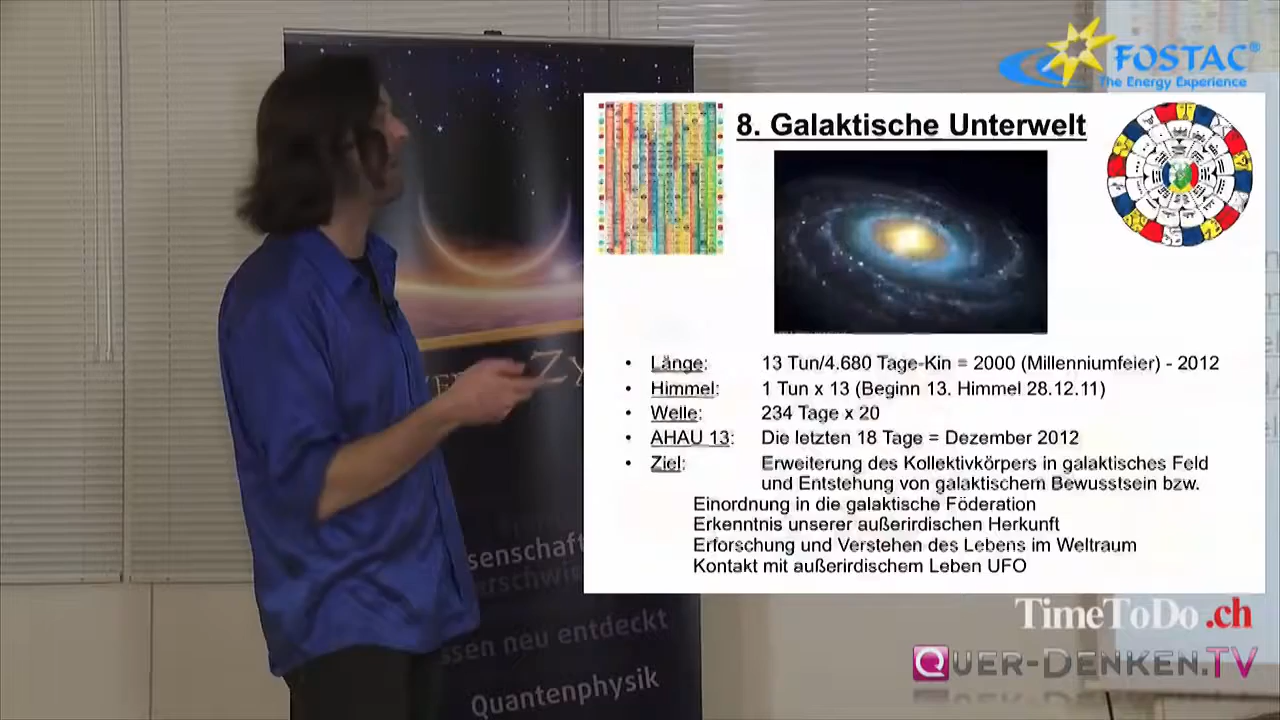 FOSTAC®
The Energy Experience
8. Galaktische Unterwelt
• Länge: 13 Tun/4.680 Tage-Kin = 2000 (Millenniumfeier) - 2012
• Himmel: 1 Tun x 13 (Beginn 13. Himmel 28.12.11)
• Welle: 234 Tage x 20
• AHAU 13: Die letzten 18 Tage = Dezember 2012
• Ziel: Erweiterung des Kollektivkörpers in galaktisches Feld
und Entstehung von galaktischem Bewusstsein bzw.
Einordnung in die galaktische Föderation
Erkenntnis unserer außerirdischen Herkunft
Erforschung und Verstehen des Lebens im Weltraum
Kontakt mit außerirdischem Leben UFO
senschaft
ssen neu entdeckt
Quantenphysik
TimeToDo.ch
QUER-DENKEN.TV